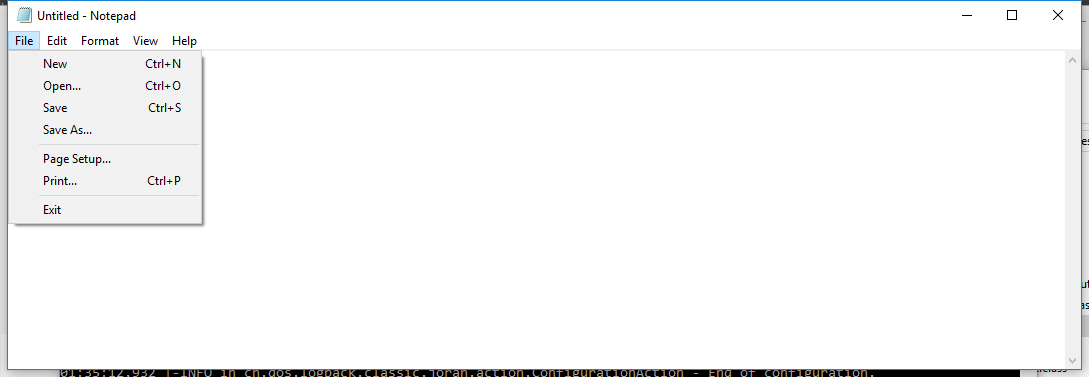 Untitled - Notepad
File Edit Format View Help
New Ctrl+N
Open... Ctrl+O
Save Ctrl+S
Save As...
Page Setup...
Print... Ctrl+P
Exit
01:35:12,932 |-INFO in ch.qos.logback.classic.joran.action.ConfigurationAction - End of configuration.